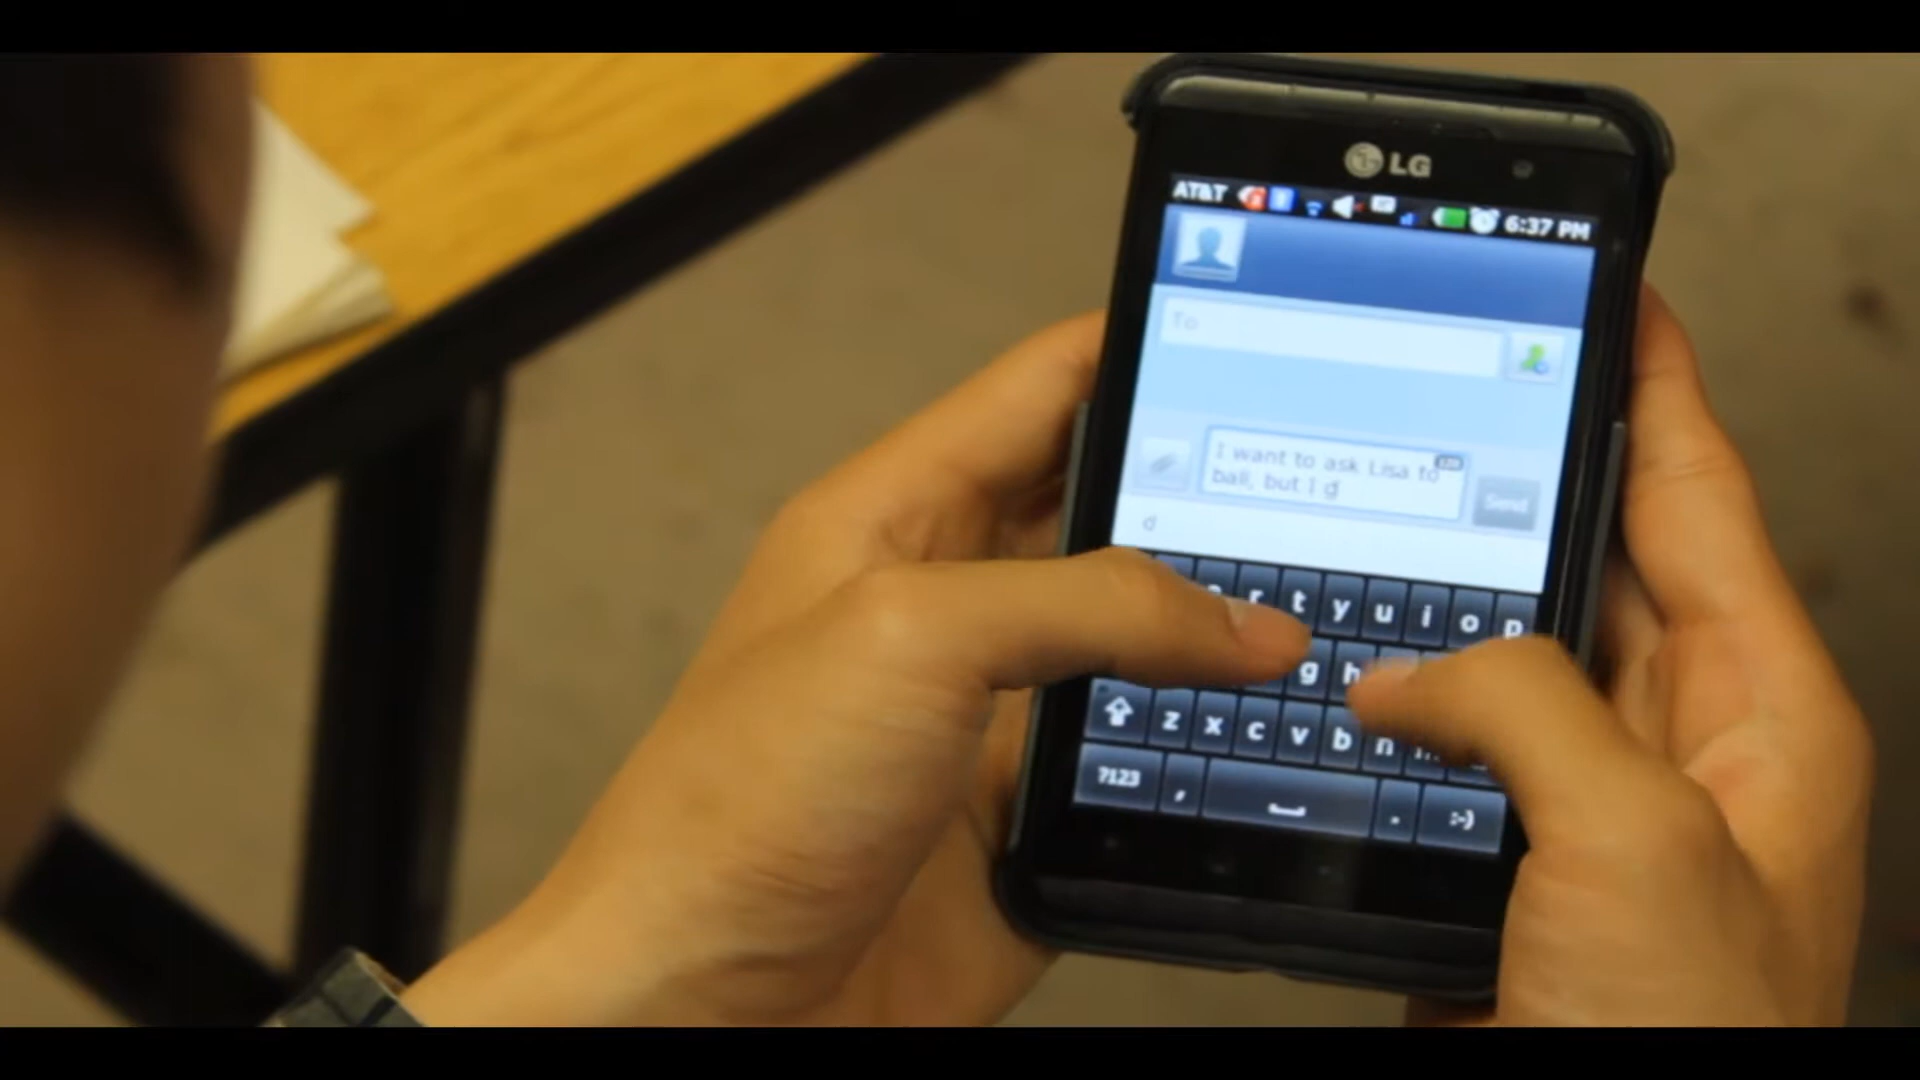 LG
AT&T 6:37 PM
To
I want to ask Lisa to
ball, but I d
Send
d
r t y u i o p
g h
z x c v b n
?123 , . :-)